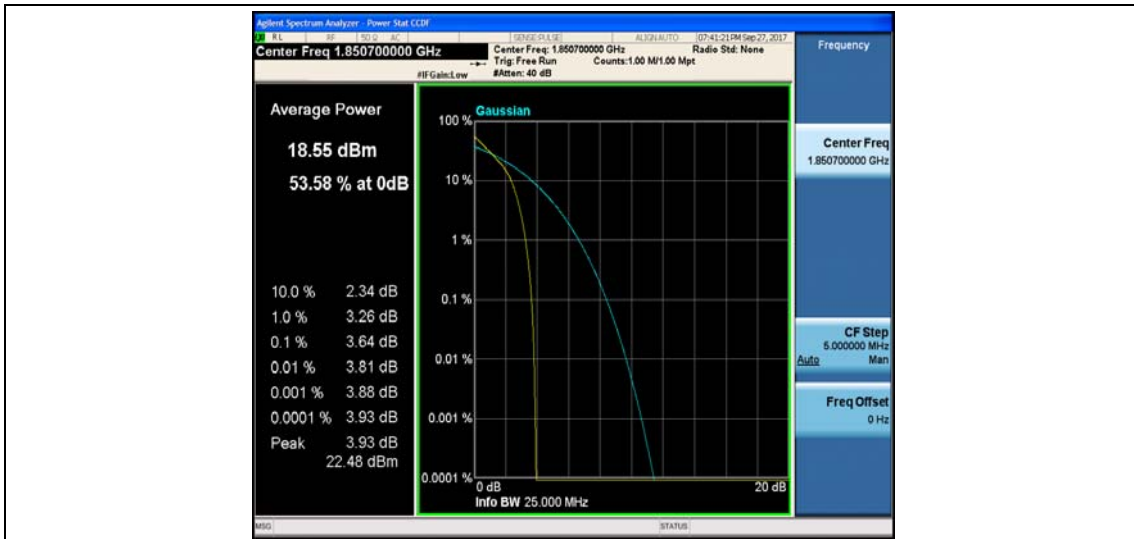 Agilent Spectrum Analyzer - Power Stat CCDF
RL RF 50 Ω AC SENSE:PULSE ALIGNAUTO 07:41:21 PM Sep 27, 2017
Center Freq 1.850700000 GHz
Center Freq: 1.850700000 GHz Radio Std: None
Trig: Free Run Counts:1.00 M/1.00 Mpt
#IFGain:Low #Atten: 40 dB
Frequency
Average Power
18.55 dBm
53.58 % at 0dB
10.0 % 2.34 dB
1.0 % 3.26 dB
0.1 % 3.64 dB
0.01 % 3.81 dB
0.001 % 3.88 dB
0.0001 % 3.93 dB
Peak 3.93 dB
22.48 dBm
Gaussian
100 %
10 %
1 %
0.1 %
0.01 %
0.001 %
0.0001 %
0 dB 20 dB
Info BW 25.000 MHz
Center Freq
1.850700000 GHz
CF Step
5.000000 MHz
Auto Man
Freq Offset
0 Hz
MSG STATUS